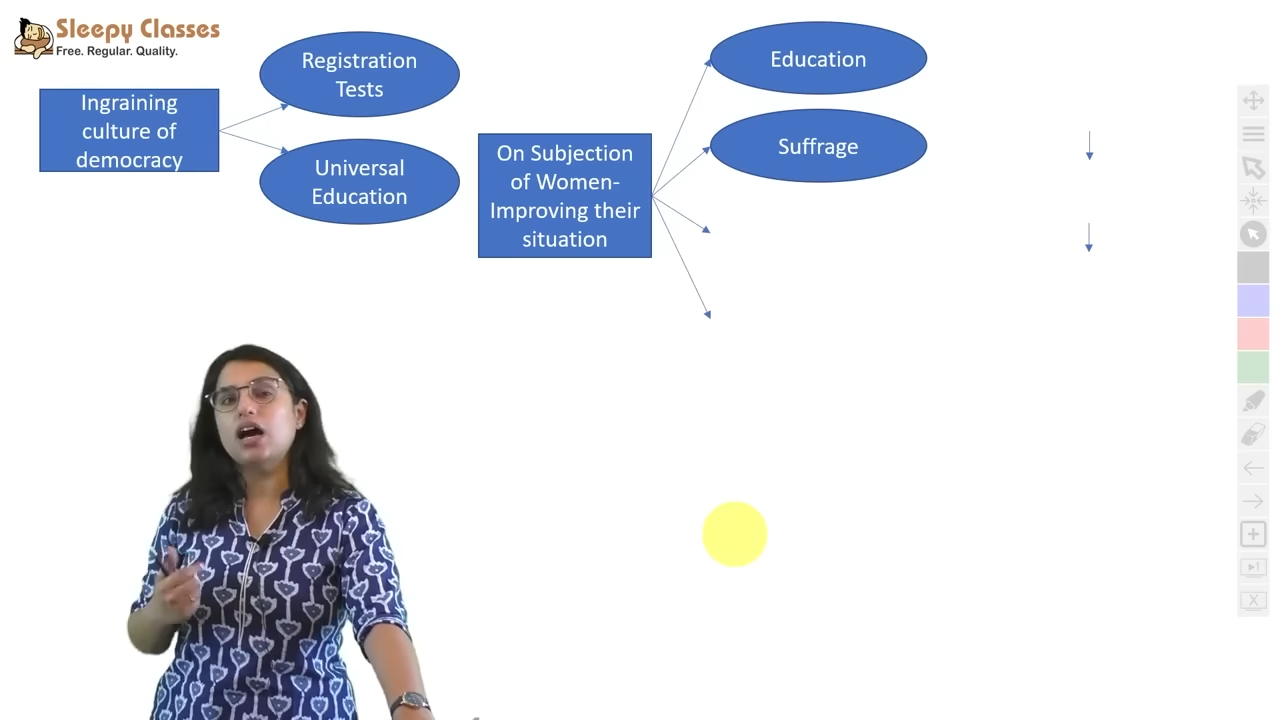 Sleepy Classes
Free. Regular. Quality.
Ingraining
culture of
democracy
Registration
Tests
Universal
Education
On Subjection
of Women-
Improving their
situation
Education
Suffrage